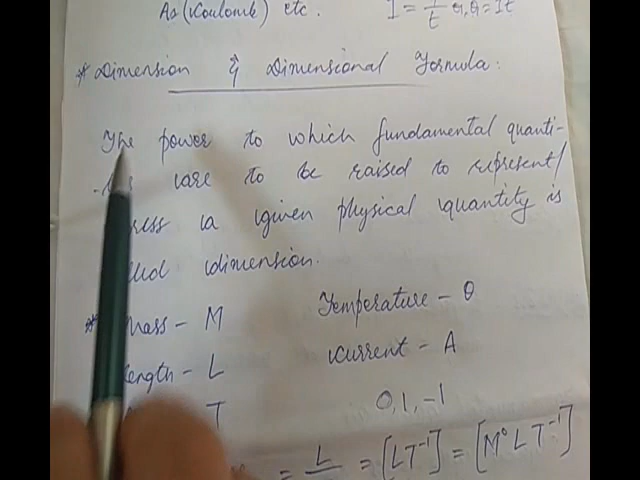 As (Coulomb) etc. I = 1/t Or, Q = It
* Dimension & Dimensional Formula:
The power to which fundamental quanti-
are to be raised to represent/
a given physical quantity is
dimension.
* Mass - M Temperature - θ
Length - L Current - A
T 0, 1, -1
= L = [LT⁻¹] = [M⁰LT⁻¹]